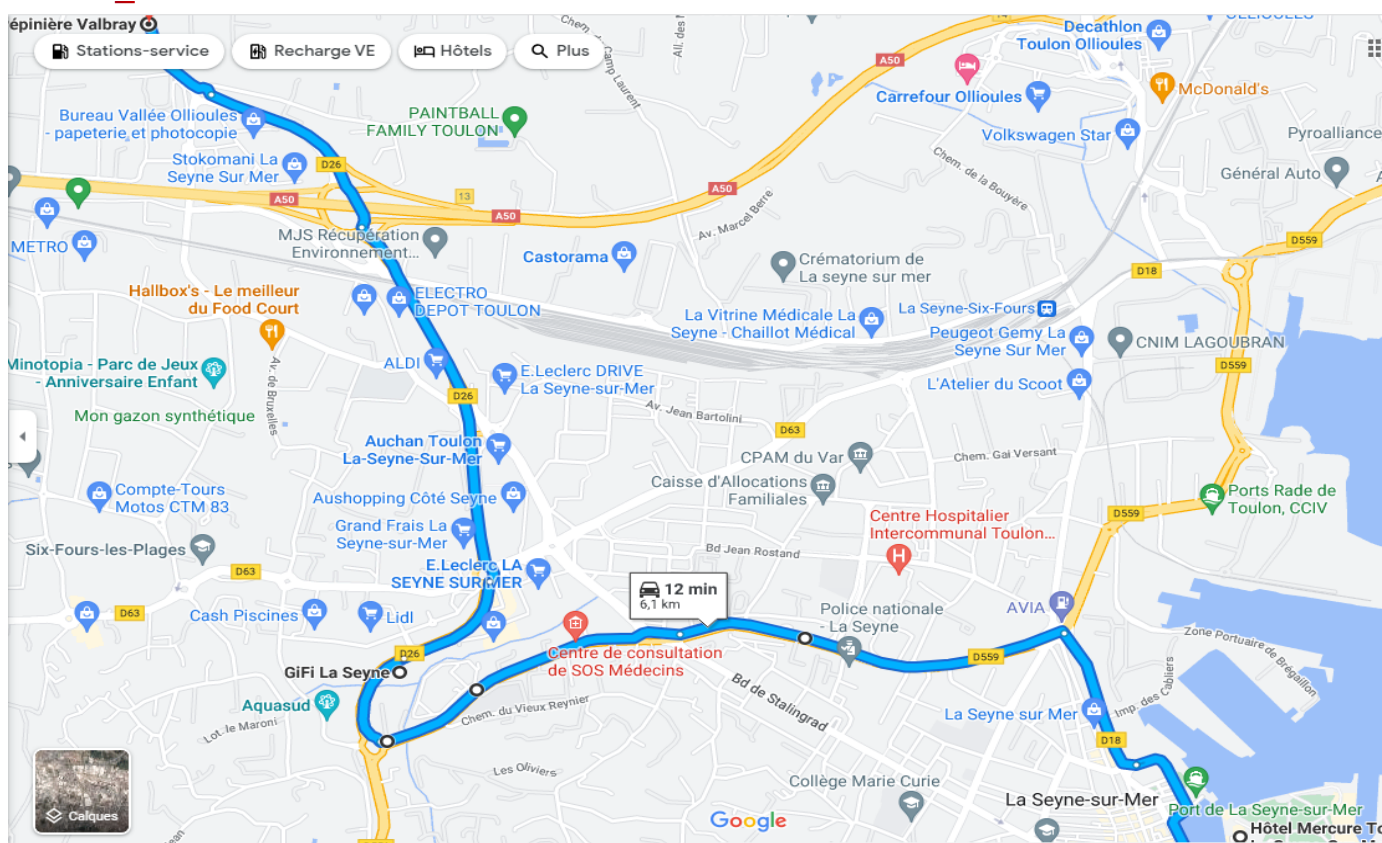 épinière Valbray
Stations-service
Recharge VE
Hôtels
Plus
Chem. du Camp Laurent
Decathlon
Toulon Ollioules
A50
Carrefour Ollioules
McDonald's
Bureau Vallée Ollioules
- papeterie et photocopie
PAINTBALL
FAMILY TOULON
Volkswagen Star
Pyroalliance
Stokomani La
Seyne Sur Mer
D26
Chem. de la Bouyère
Général Auto
A50
13
A50
A50
Av. Marcel Berre
METRO
MJS Récupération
Environnement...
Castorama
Crématorium de
La seyne sur mer
D559
D18
Hallbox's - Le meilleur
du Food Court
ELECTRO
DEPOT TOULON
La Vitrine Médicale La
Seyne - Chaillot Médical
La Seyne-Six-Fours
Peugeot Gemy La
Seyne Sur Mer
CNIM LAGOUBRAN
Minotopia - Parc de Jeux
- Anniversaire Enfant
ALDI
E.Leclerc DRIVE
La Seyne-sur-Mer
D559
L'Atelier du Scoot
Av. de Bruxelles
D26
Mon gazon synthétique
Av. Jean Bartolini
D63
Auchan Toulon
La-Seyne-Sur-Mer
CPAM du Var
Chem. Gai Versant
Caisse d'Allocations
Familiales
Compte-Tours
Motos CTM 83
Aushopping Côté Seyne
Ports Rade de
Toulon, CCIV
D559
Grand Frais La
Seyne-sur-Mer
Centre Hospitalier
Intercommunal Toulon...
Six-Fours-les-Plages
Bd Jean Rostand
D63
E.Leclerc LA
SEYNE SUR MER
12 min
6,1 km
D63
Cash Piscines
Lidl
Police nationale
- La Seyne
AVIA
Zone Portuaire de Brégaillon
D26
Centre de consultation
de SOS Médecins
D559
GiFi La Seyne
Bd de Stalingrad
Imp. des Cabliers
Aquasud
Lot. le Maroni
Chem. du Vieux Reynier
La Seyne sur Mer
D18
Les Oliviers
Collège Marie Curie
Calques
Google
La Seyne-sur-Mer
Port de La Seyne-sur-Mer
Hôtel Mercure To